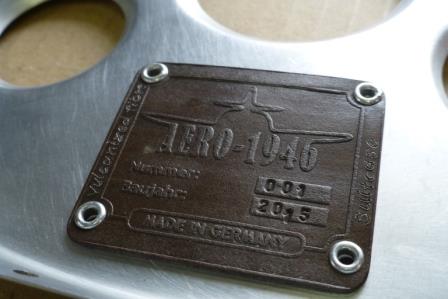 AERO-1946
Nummer:
001
Baujahr:
2015
MADE IN GERMANY